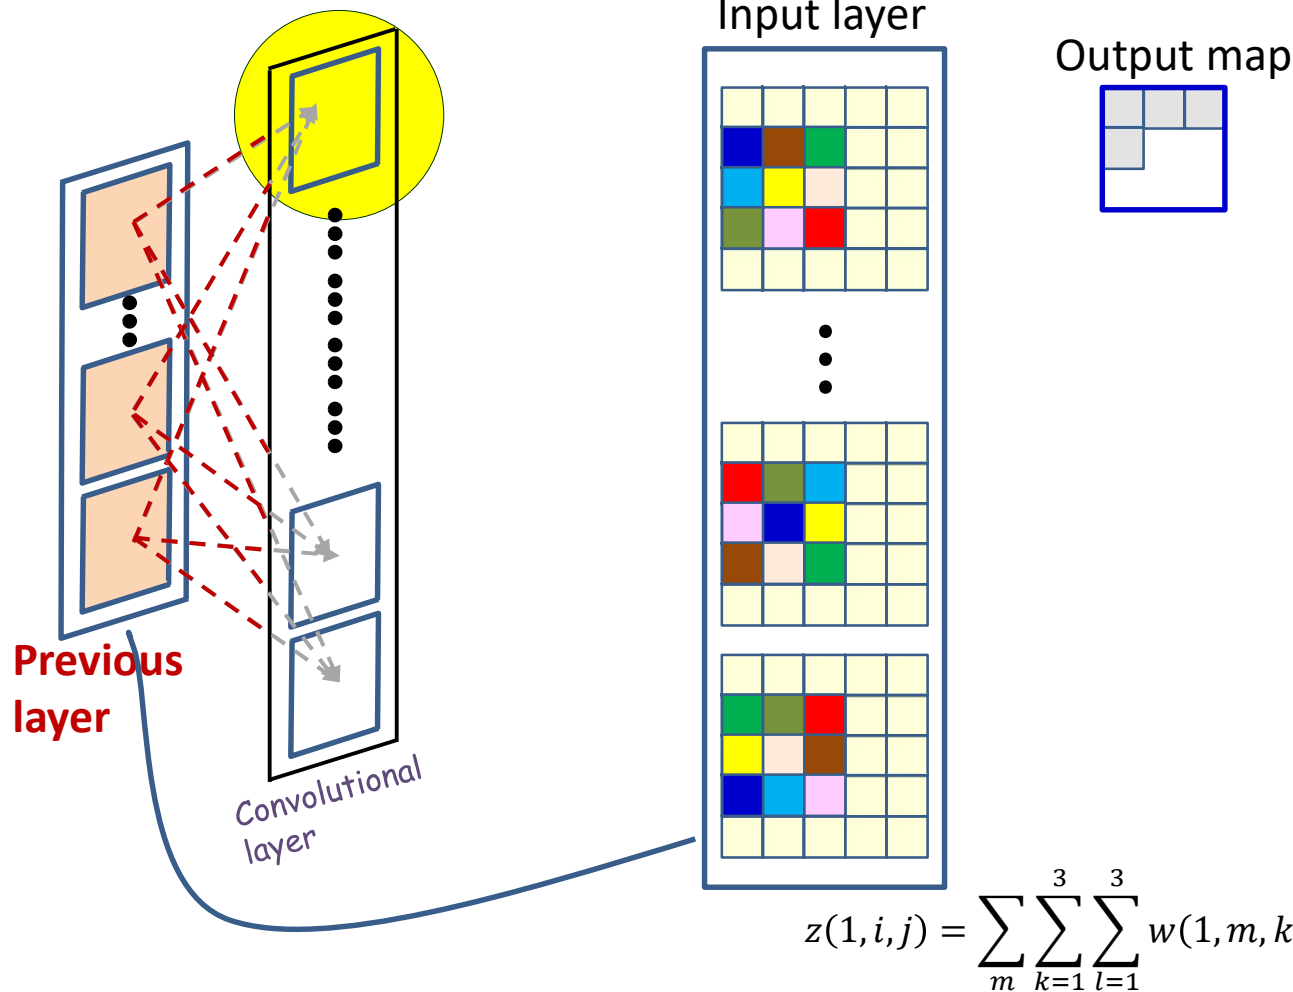 Input layer
Output map
Previous
layer
Convolutional
layer
z(1, i, j) = ∑_m ∑_{k=1}^{3} ∑_{l=1}^{3} w(1, m, k